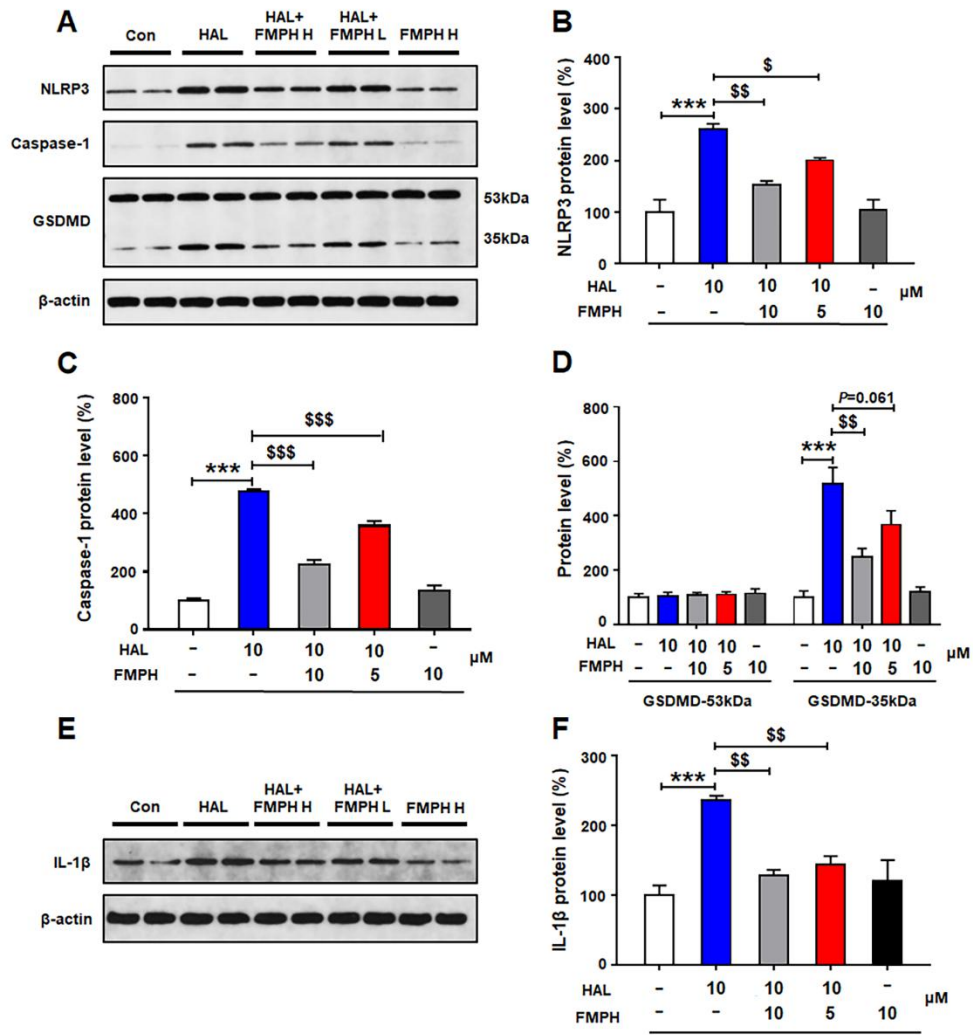 A
Con
HAL
HAL+
FMPH H
HAL+
FMPH L
FMPH H
NLRP3
Caspase-1
GSDMD
53kDa
35kDa
β-actin
B
NLRP3 protein level (%)
400
300
200
100
0
***
$$
$
HAL – 10 10 10 –
FMPH – – 10 5 10
μM
C
Caspase-1 protein level (%)
800
600
400
200
0
***
$$$
$$$
HAL – 10 10 10 –
FMPH – – 10 5 10
μM
D
Protein level (%)
800
600
400
200
100
0
***
$$
P=0.061
HAL – 10 10 10 – – 10 10 10 –
FMPH – – 10 5 10 – – 10 5 10
μM
GSDMD-53kDa GSDMD-35kDa
E
Con
HAL
HAL+
FMPH H
HAL+
FMPH L
FMPH H
IL-1β
β-actin
F
IL-1β protein level (%)
300
200
100
0
***
$$
$$
HAL – 10 10 10 –
FMPH – – 10 5 10
μM